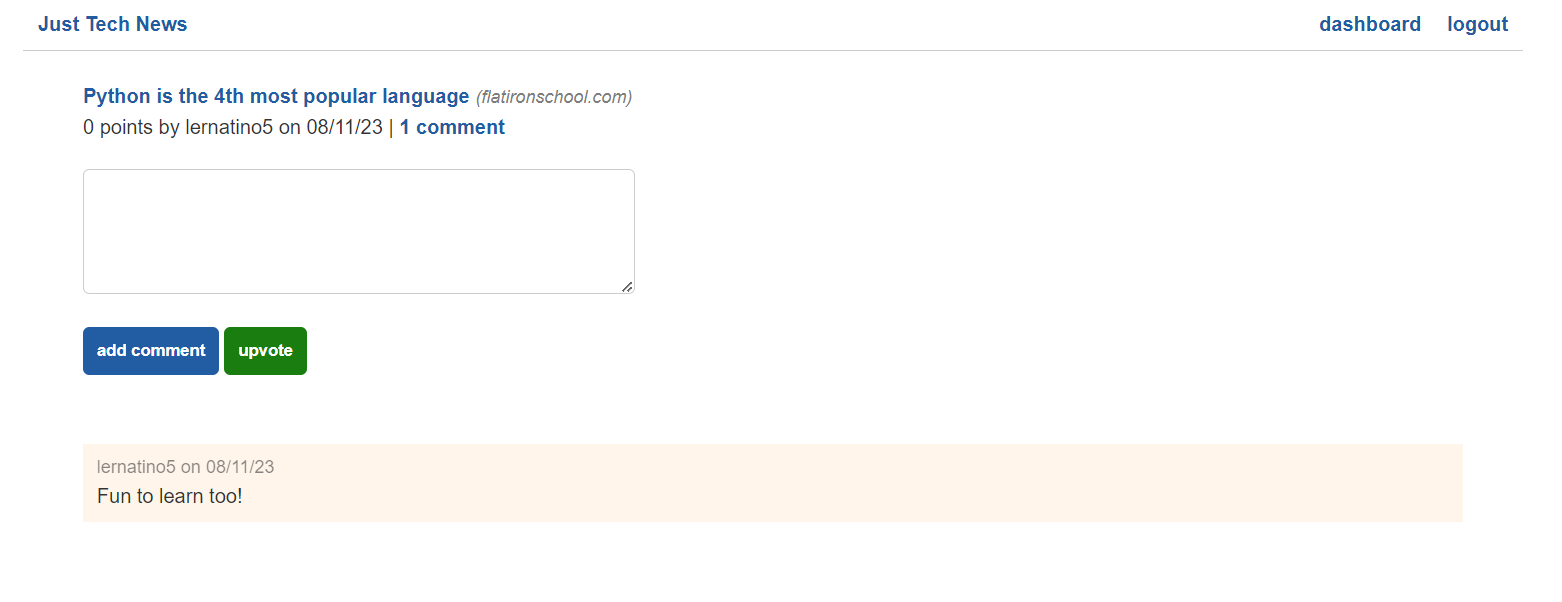 Just Tech News dashboard logout
Python is the 4th most popular language (flatironschool.com)
0 points by lernatino5 on 08/11/23 | 1 comment
add comment upvote
lernatino5 on 08/11/23
Fun to learn too!